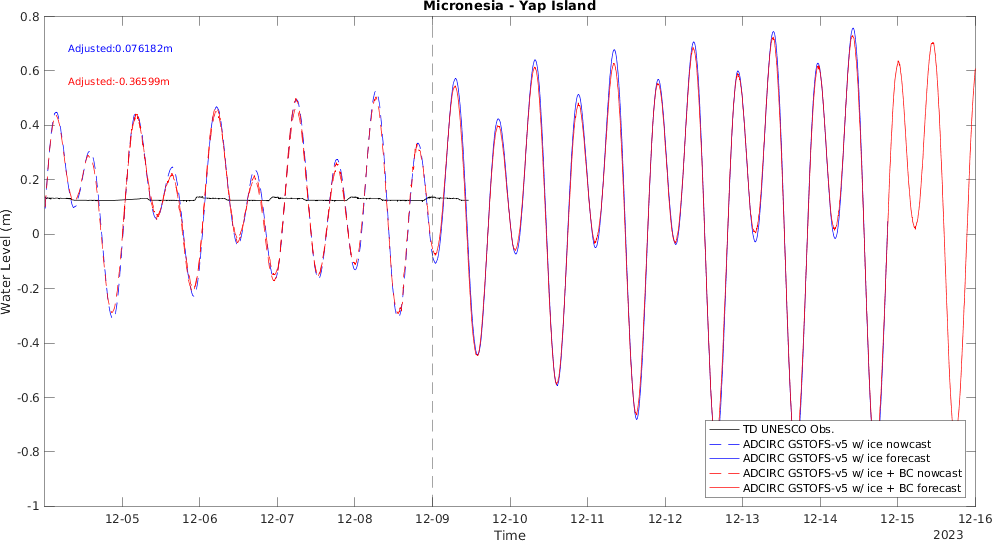 Micronesia - Yap Island
Adjusted:0.076182m
Adjusted:-0.36599m
Water Level (m)
0.8
0.6
0.4
0.2
0
-0.2
-0.4
-0.6
-0.8
-1
TD UNESCO Obs.
ADCIRC GSTOFS-v5 w/ ice nowcast
ADCIRC GSTOFS-v5 w/ ice forecast
ADCIRC GSTOFS-v5 w/ ice + BC nowcast
ADCIRC GSTOFS-v5 w/ ice + BC forecast
12-05 12-06 12-07 12-08 12-09 12-10 12-11 12-12 12-13 12-14 12-15 12-16
Time
2023